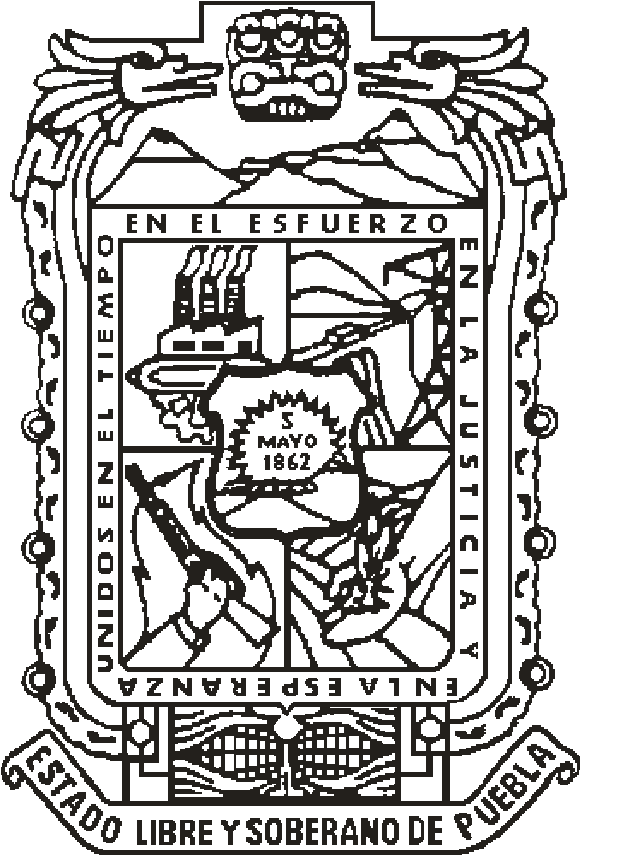 UNIDOS EN EL TIEMPO
EN EL ESFUERZO
EN LA JUSTICIA Y
EN LA ESPERANZA
5
MAYO
1862
ESTADO LIBRE Y SOBERANO DE PUEBLA